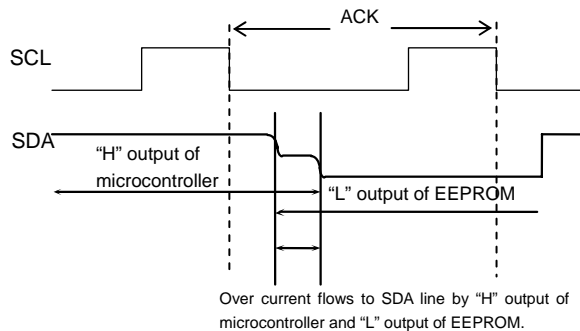 ACK
SCL
SDA
“H” output of
microcontroller
“L” output of EEPROM
Over current flows to SDA line by “H” output of
microcontroller and “L” output of EEPROM.